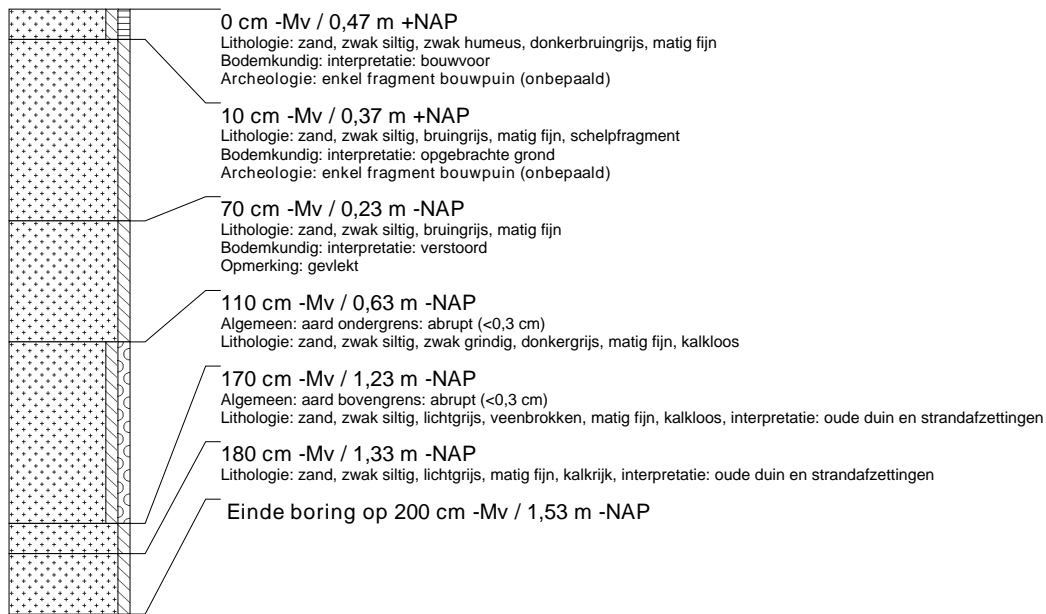 0 cm -Mv / 0,47 m +NAP
Lithologie: zand, zwak siltig, zwak humeus, donkerbruingrijs, matig fijn
Bodemkundig: interpretatie: bouwvoor
Archeologie: enkel fragment bouwpuin (onbepaald)
10 cm -Mv / 0,37 m +NAP
Lithologie: zand, zwak siltig, bruingrijs, matig fijn, schelpfragment
Bodemkundig: interpretatie: opgebrachte grond
Archeologie: enkel fragment bouwpuin (onbepaald)
70 cm -Mv / 0,23 m -NAP
Lithologie: zand, zwak siltig, bruingrijs, matig fijn
Bodemkundig: interpretatie: verstoord
Opmerking: gevlekt
110 cm -Mv / 0,63 m -NAP
Algemeen: aard ondergrens: abrupt (<0,3 cm)
Lithologie: zand, zwak siltig, zwak grindig, donkergrijs, matig fijn, kalkloos
170 cm -Mv / 1,23 m -NAP
Algemeen: aard bovengrens: abrupt (<0,3 cm)
Lithologie: zand, zwak siltig, lichtgrijs, veenbrokken, matig fijn, kalkloos, interpretatie: oude duin en strandafzettingen
180 cm -Mv / 1,33 m -NAP
Lithologie: zand, zwak siltig, lichtgrijs, matig fijn, kalkrijk, interpretatie: oude duin en strandafzettingen
Einde boring op 200 cm -Mv / 1,53 m -NAP